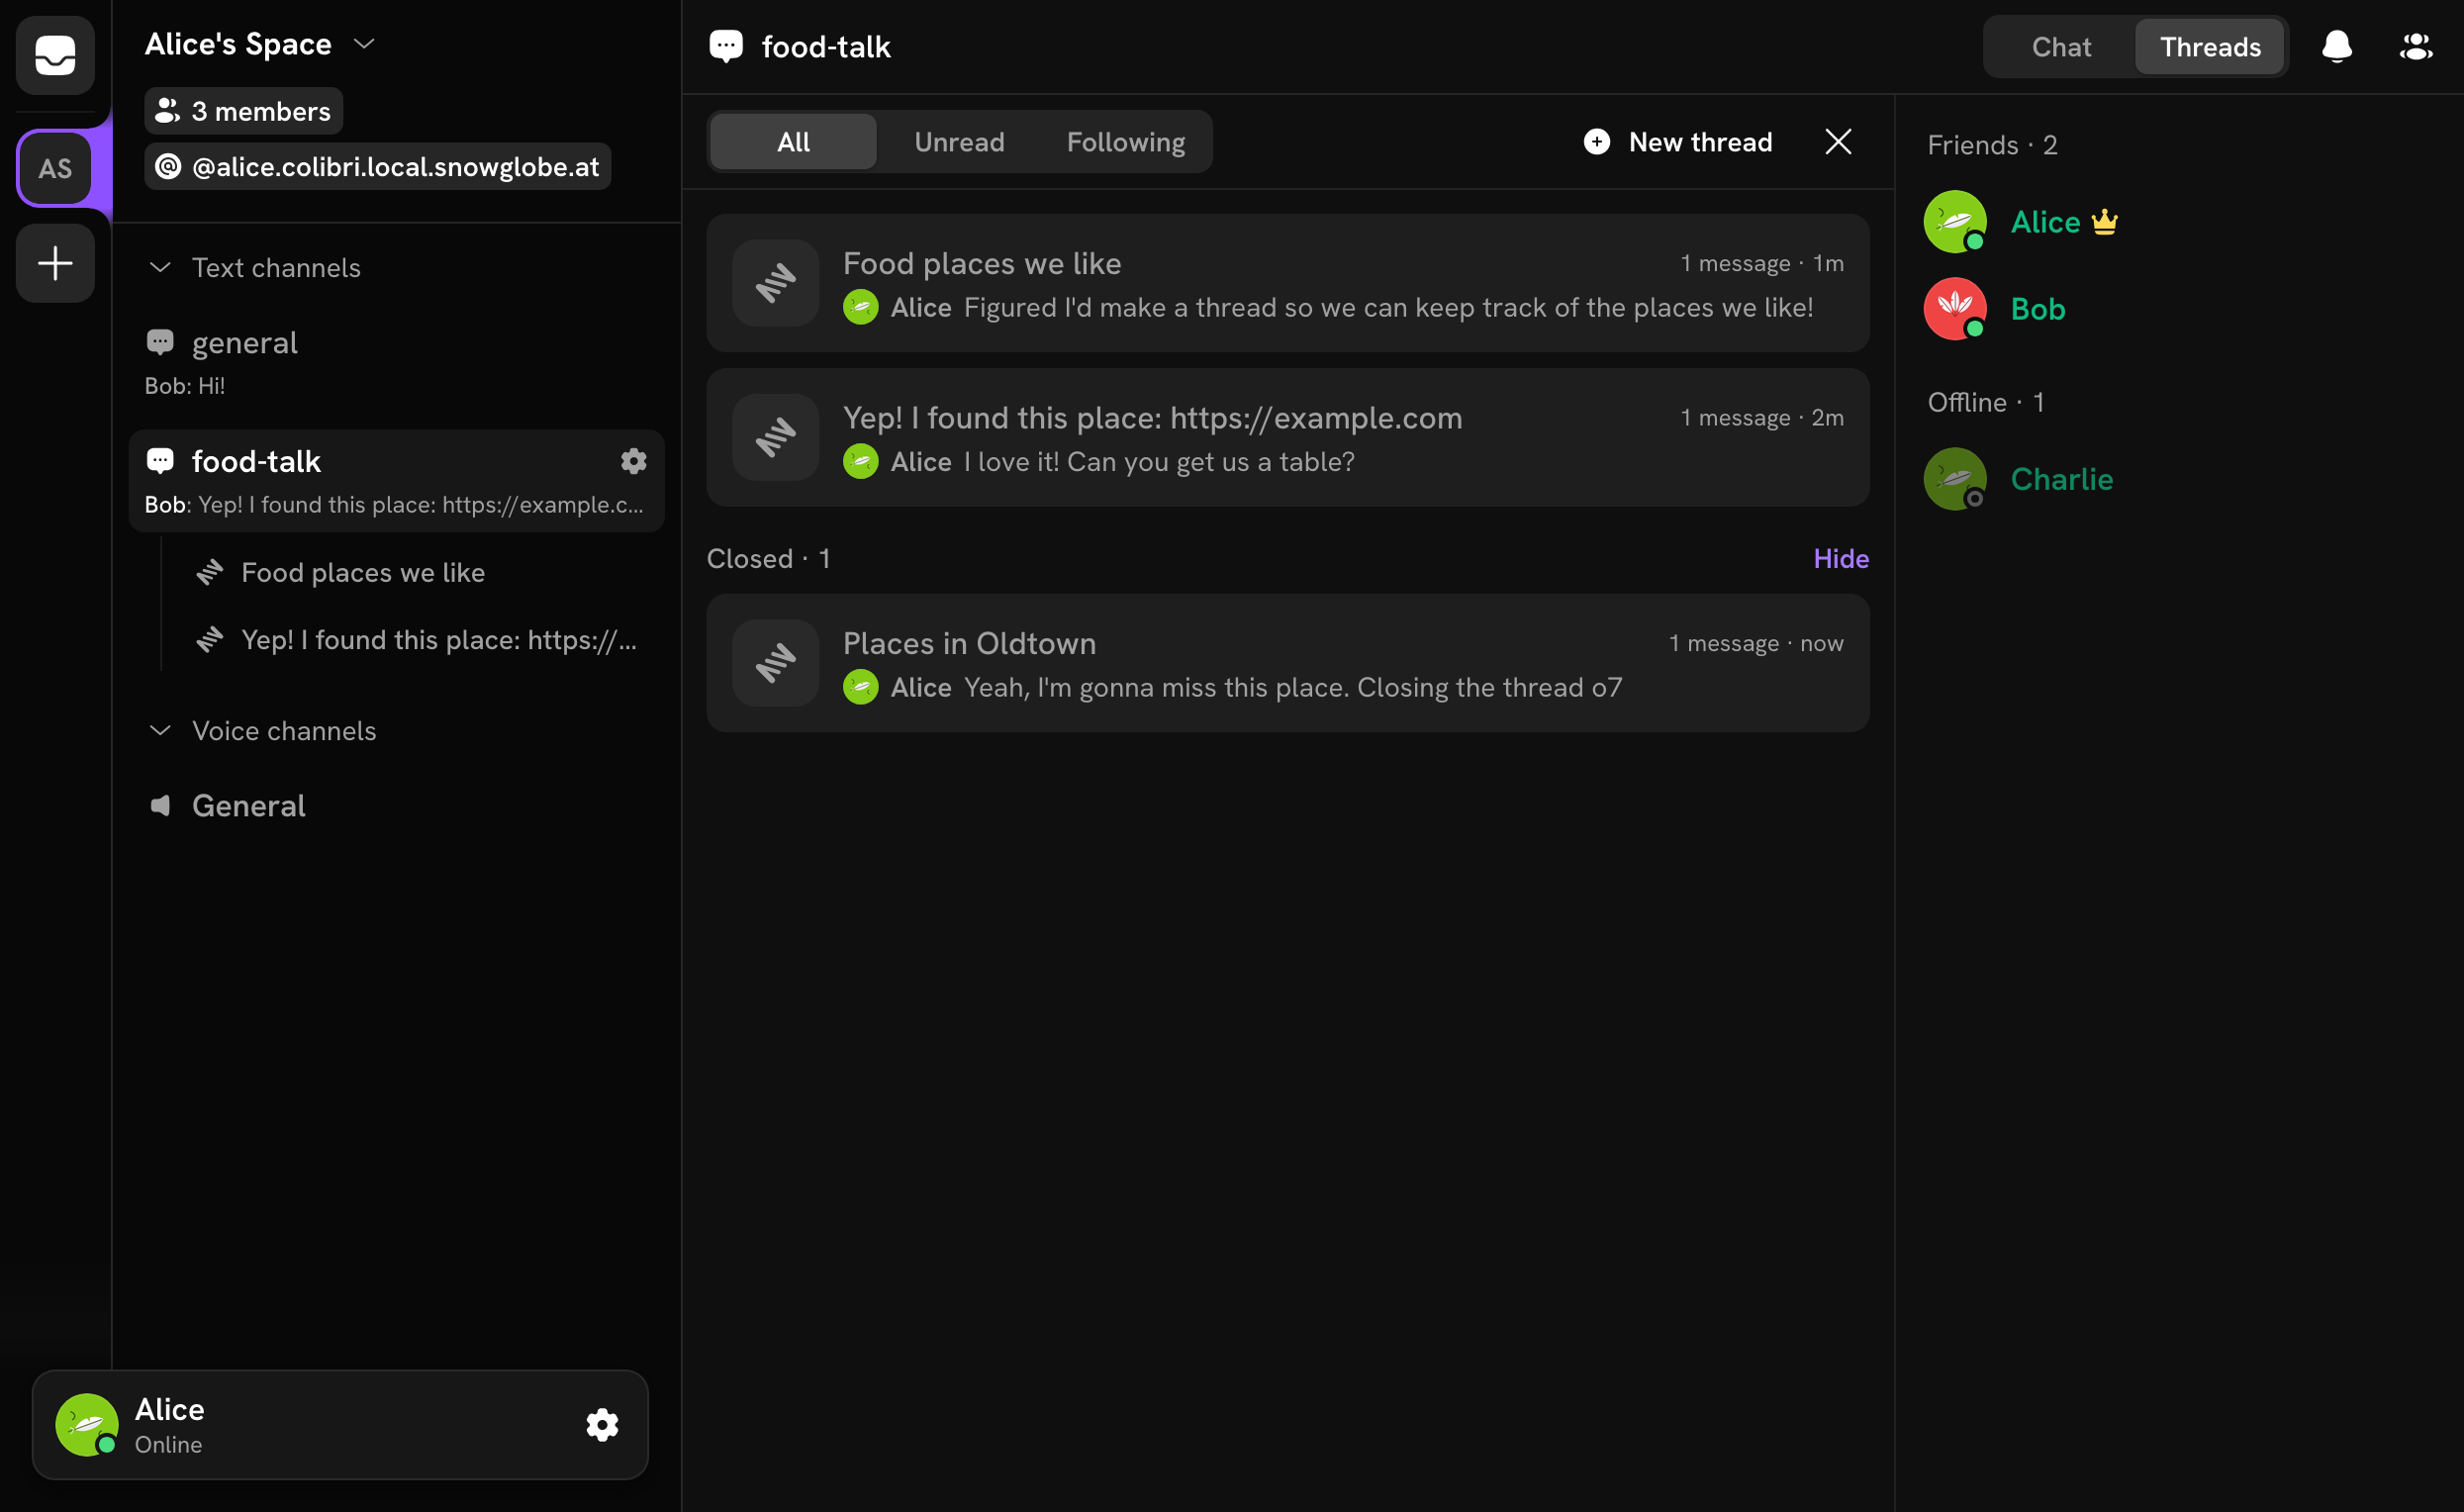 Alice's Space
3 members
@alice.colibri.local.snowglobe.at
AS
Text channels
general
Bob: Hi!
food-talk
Bob: Yep! I found this place: https://example.c...
Food places we like
Yep! I found this place: https://...
Voice channels
General
Alice
Online
food-talk
Chat
Threads
All
Unread
Following
New thread
Food places we like
1 message · 1m
Alice Figured I'd make a thread so we can keep track of the places we like!
Yep! I found this place: https://example.com
1 message · 2m
Alice I love it! Can you get us a table?
Closed · 1
Hide
Places in Oldtown
1 message · now
Alice Yeah, I'm gonna miss this place. Closing the thread o7
Friends · 2
Alice
Bob
Offline · 1
Charlie